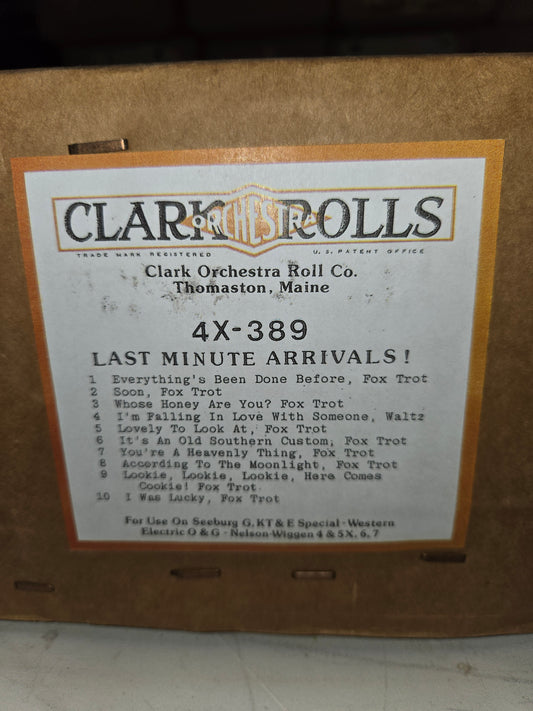 CLARK ORCHESTRA ROLLS
TRADE MARK REGISTERED U.S. PATENT OFFICE
Clark Orchestra Roll Co.
Thomaston, Maine
4X-389
LAST MINUTE ARRIVALS!
1 Everything's Been Done Before, Fox Trot
2 Soon, Fox Trot
3 Whose Honey Are You? Fox Trot
4 I'm Falling In Love With Someone, Waltz
5 Lovely To Look At, Fox Trot
6 It's An Old Southern Custom, Fox Trot
7 You're A Heavenly Thing, Fox Trot
8 According To The Moonlight, Fox Trot
9 Lookie, Lookie, Lookie, Here Comes
Cookie! Fox Trot
10 I Was Lucky, Fox Trot
For Use On Seeburg G, KT & E Special - Western
Electric O & G - Nelson-Wiggen 4 & 5X, 6, 7